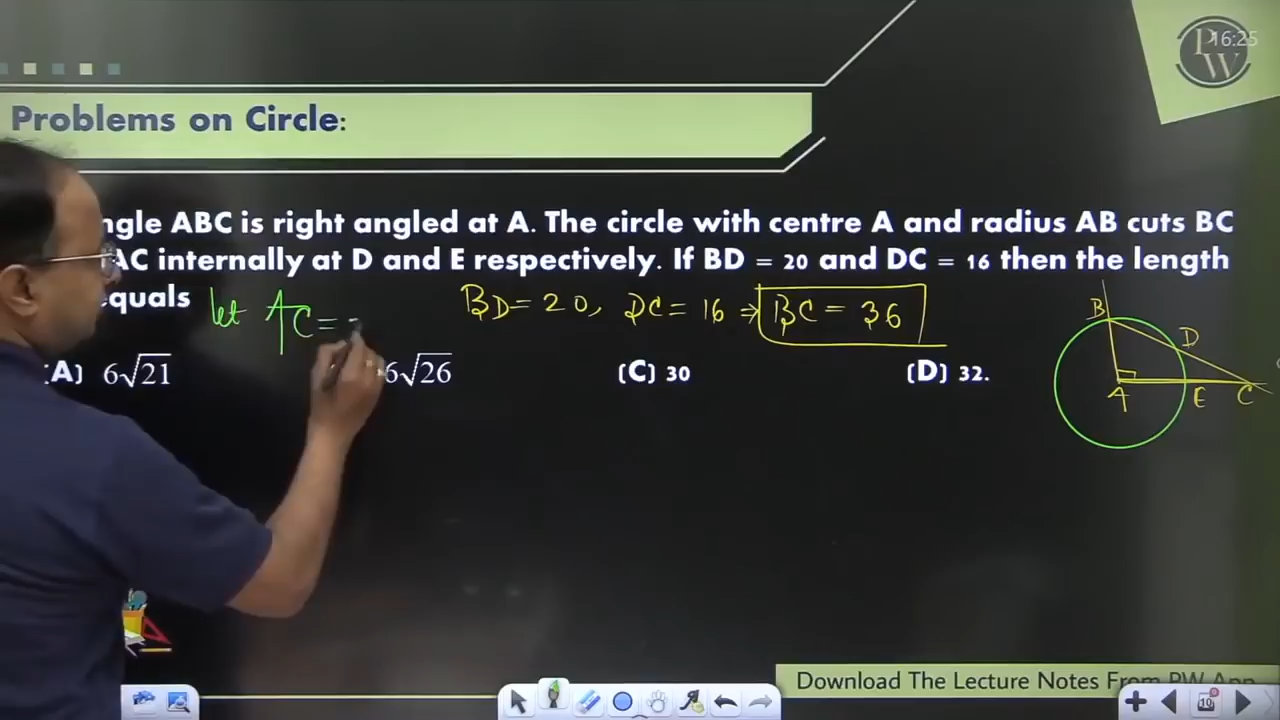 PW 16:25
Problems on Circle:
ngle ABC is right angled at A. The circle with centre A and radius AB cuts BC
AC internally at D and E respectively. If BD = 20 and DC = 16 then the length
equals let AC = BD = 20, DC = 16 ⇒ BC = 36
(A) 6√21 6√26 (C) 30 (D) 32.
B
D
A E C
Download The Lecture Notes From PW App
10